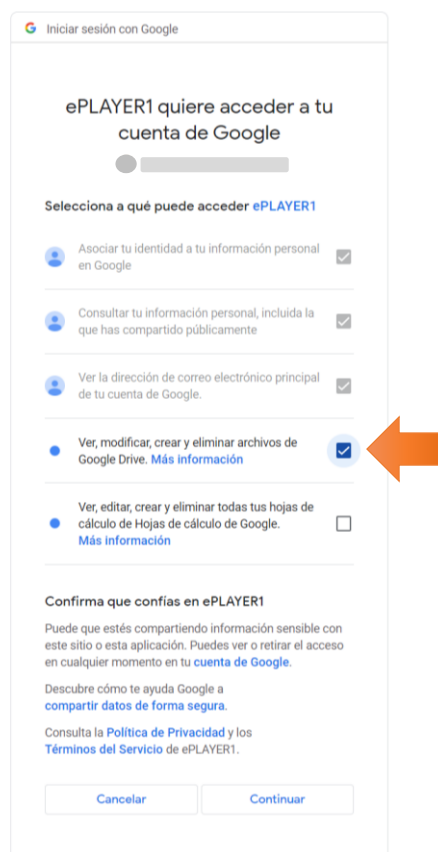 Iniciar sesión con Google
ePLAYER1 quiere acceder a tu
cuenta de Google
Selecciona a qué puede acceder ePLAYER1
Asociar tu identidad a tu información personal
en Google
Consultar tu información personal, incluida la
que has compartido públicamente
Ver la dirección de correo electrónico principal
de tu cuenta de Google.
Ver, modificar, crear y eliminar archivos de
Google Drive. Más información
Ver, editar, crear y eliminar todas tus hojas de
cálculo de Hojas de cálculo de Google.
Más información
Confirma que confías en ePLAYER1
Puede que estés compartiendo información sensible con
este sitio o esta aplicación. Puedes ver o retirar el acceso
en cualquier momento en tu cuenta de Google.
Descubre cómo te ayuda Google a
compartir datos de forma segura.
Consulta la Política de Privacidad y los
Términos del Servicio de ePLAYER1.
Cancelar
Continuar